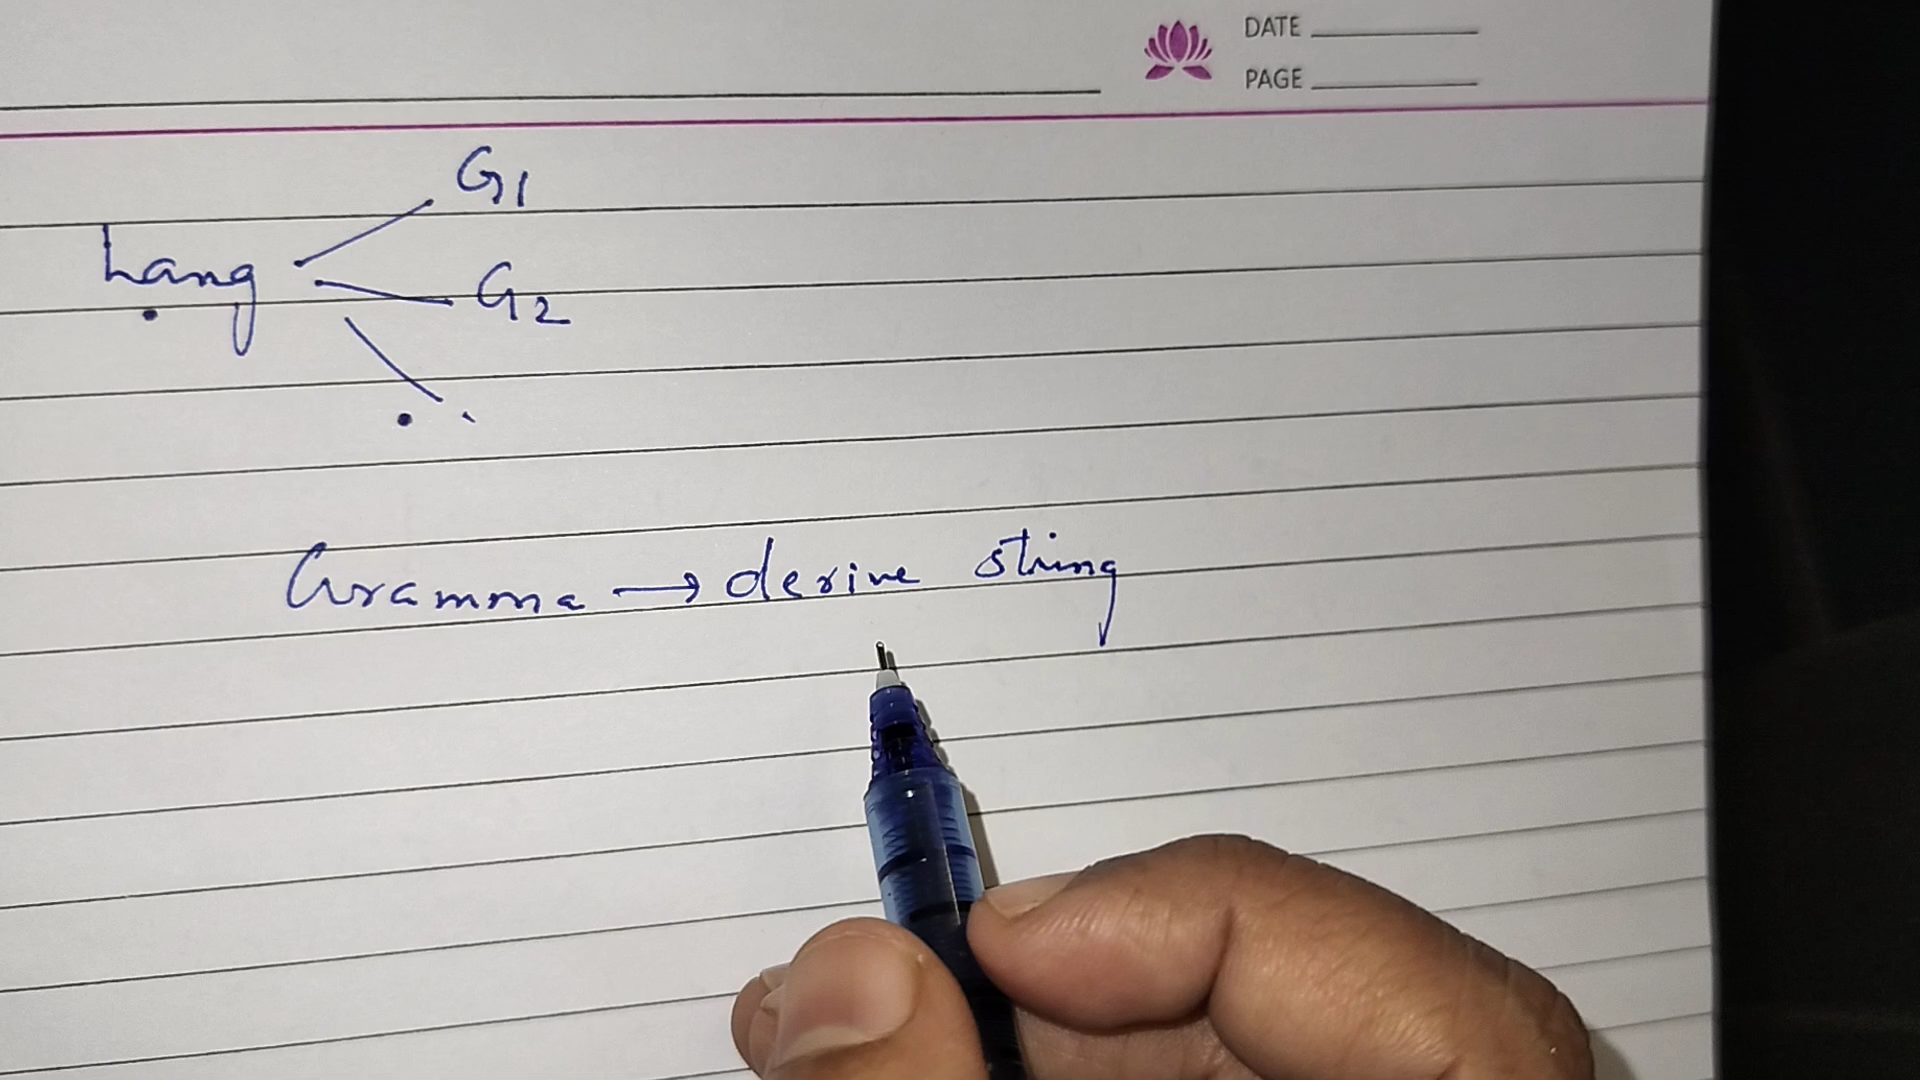 DATE
PAGE
G1
Lang
G2
Gramma → derive string